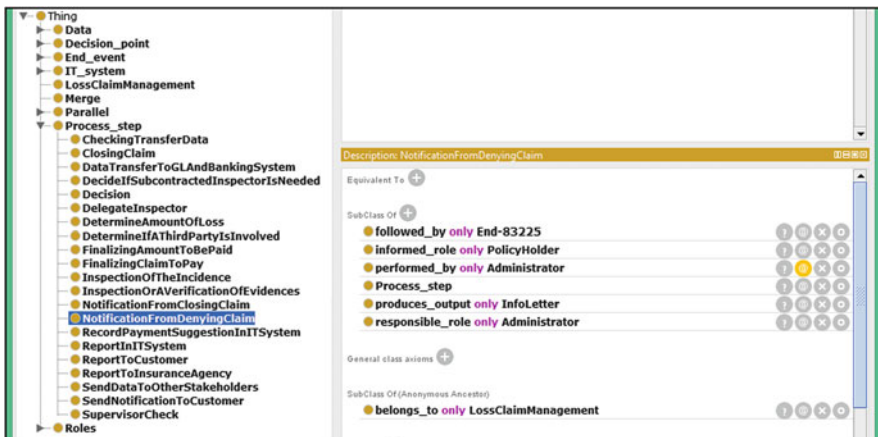 Thing
Data
Decision_point
End_event
IT_system
LossClaimManagement
Merge
Parallel
Process_step
CheckingTransferData
ClosingClaim
DataTransferToGLAndBankingSystem
DecideIfSubcontractedInspectorIsNeeded
Decision
DelegateInspector
DetermineAmountOfLoss
DetermineIfAThirdPartyIsInvolved
FinalizingAmountToBePaid
FinalizingClaimToPay
InspectionOfTheIncidence
InspectionOrAVerificationOfEvidences
NotificationFromClosingClaim
NotificationFromDenyingClaim
RecordPaymentSuggestionInITSystem
ReportInITSystem
ReportToCustomer
ReportToInsuranceAgency
SendDataToOtherStakeholders
SendNotificationToCustomer
SupervisorCheck
Roles
Description: NotificationFromDenyingClaim
Equivalent To
SubClass Of
followed_by only End-83225
informed_role only PolicyHolder
performed_by only Administrator
Process_step
produces_output only InfoLetter
responsible_role only Administrator
General class axioms
SubClass Of (Anonymous Ancestor)
belongs_to only LossClaimManagement